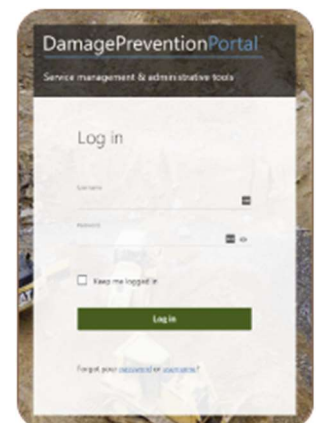 DamagePreventionPortal
Service management & administrative tools
Log in
Username
Password
Keep me logged in
Log in
Forgot your password or username?